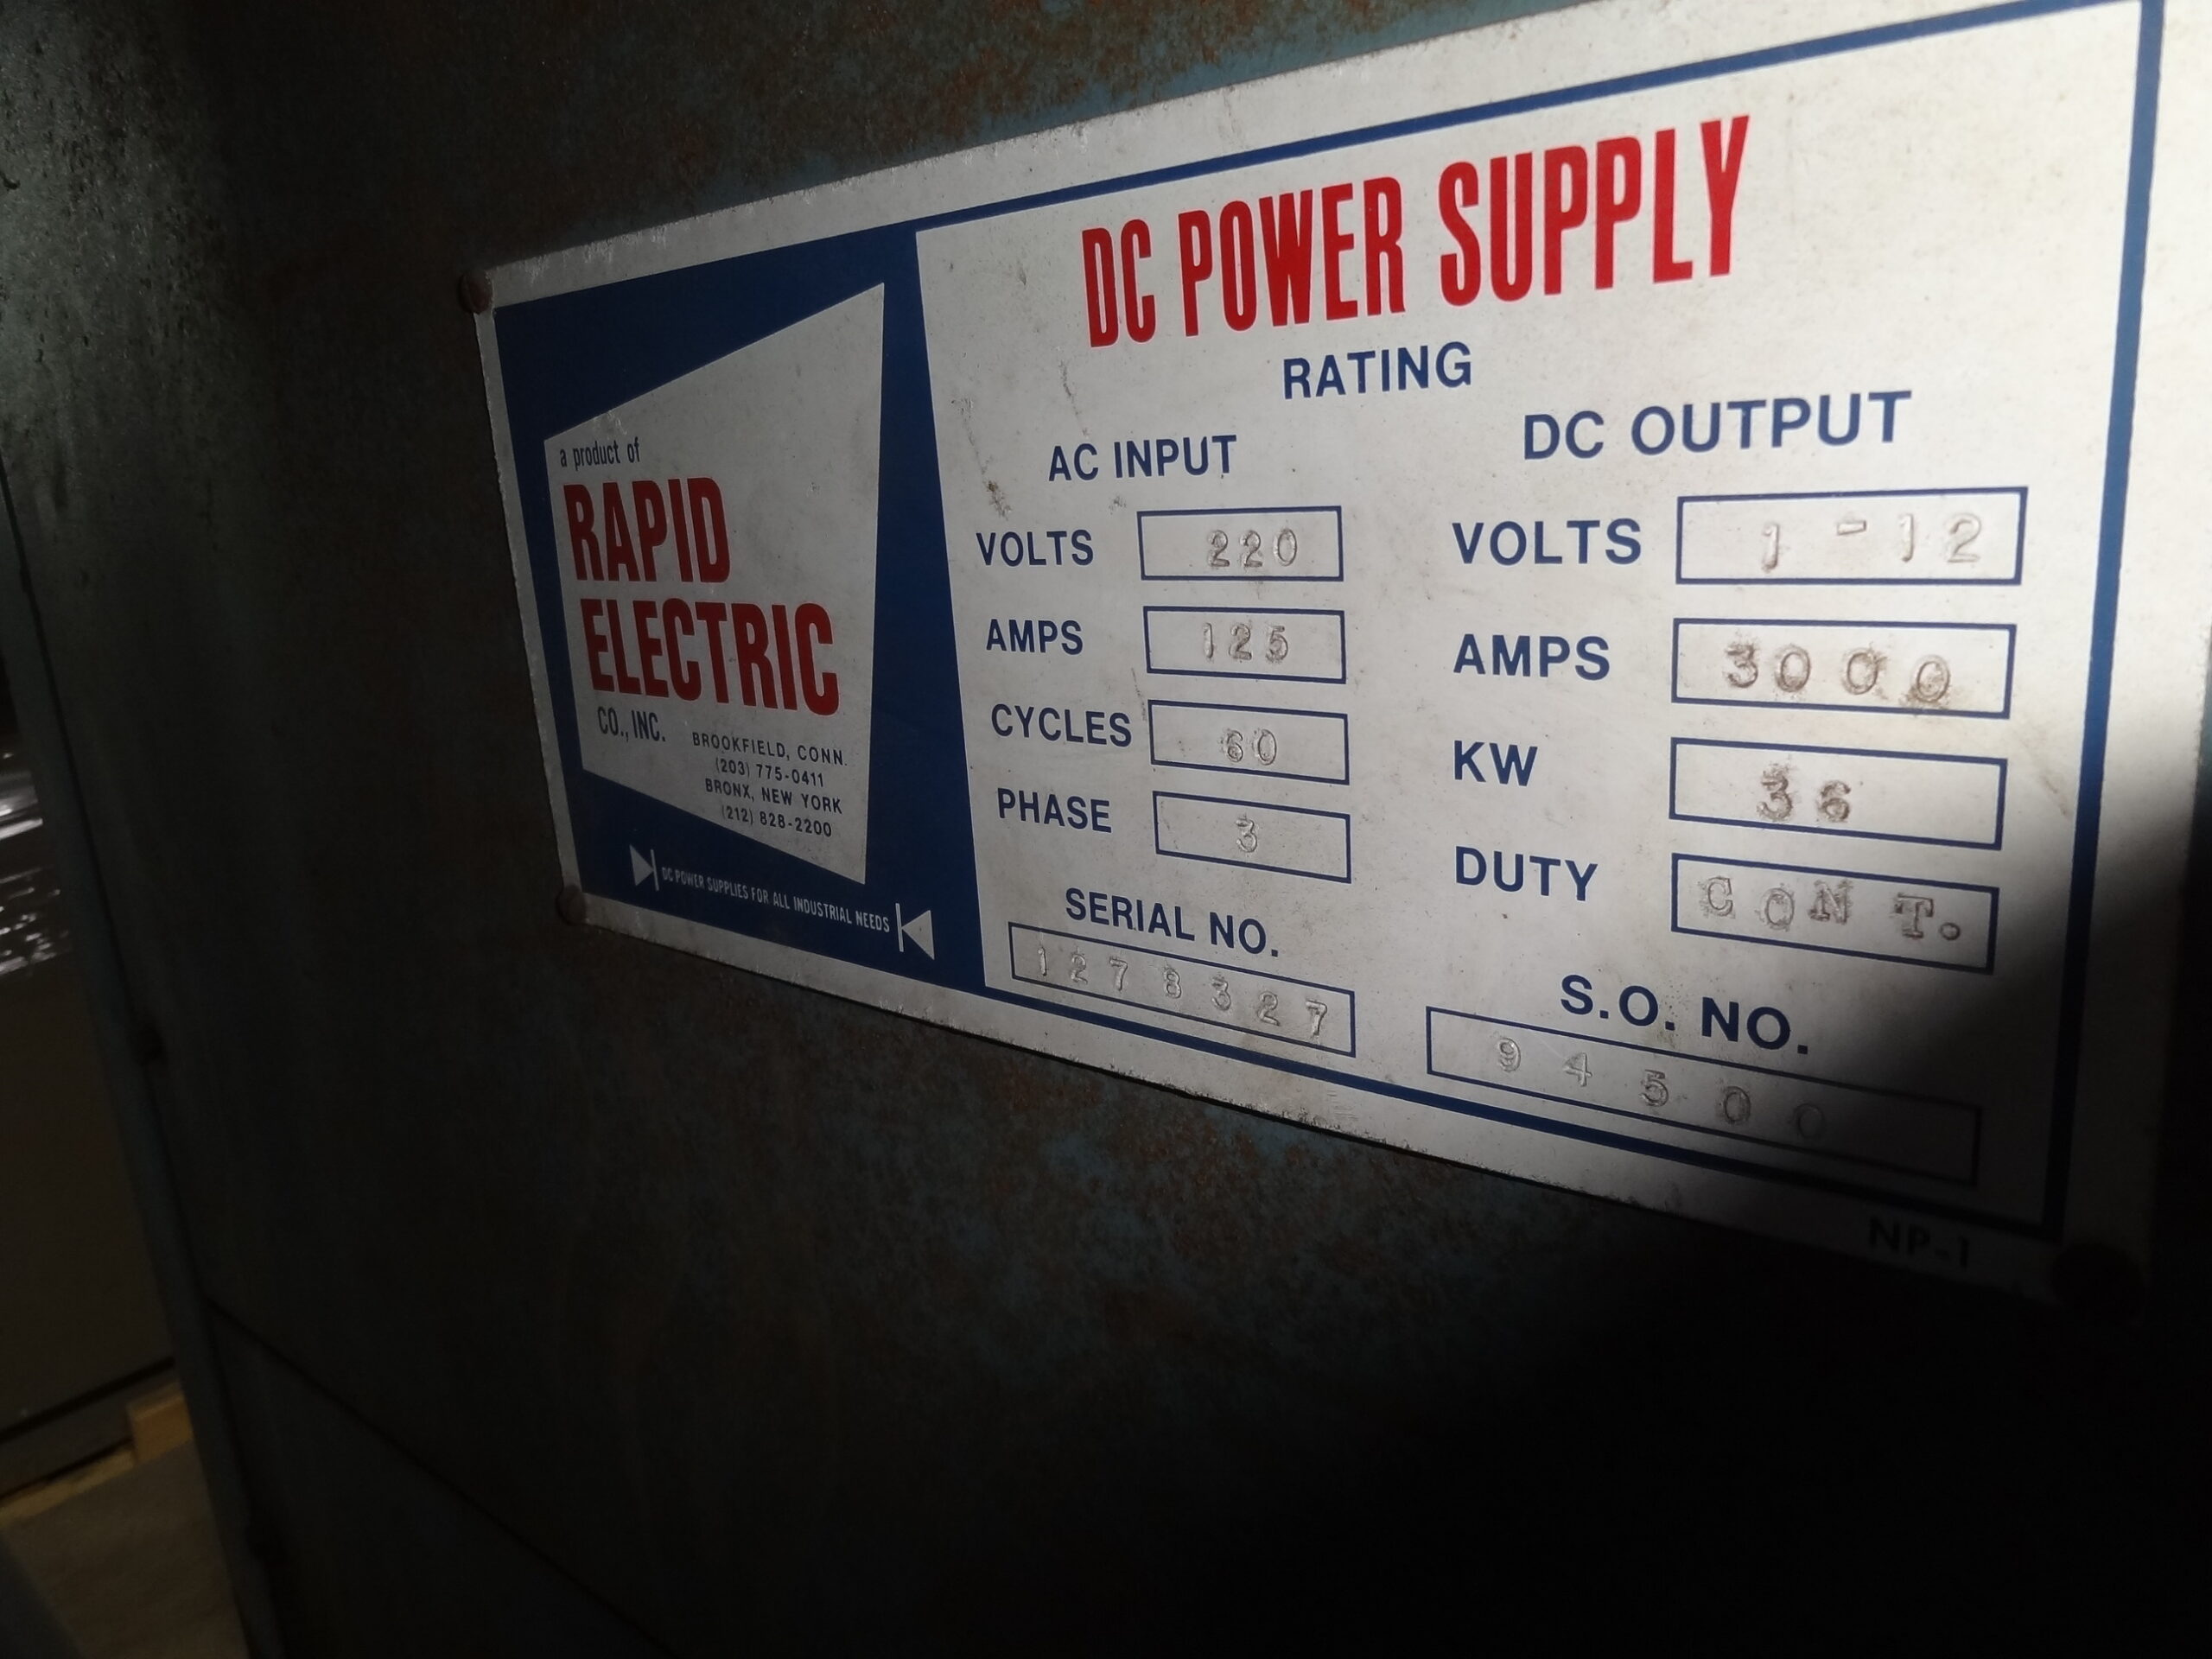 a product of
RAPID
ELECTRIC
CO., INC.
BROOKFIELD, CONN.
(203) 775-0411
BRONX, NEW YORK
(212) 828-2200
DC POWER SUPPLIES FOR ALL INDUSTRIAL NEEDS
DC POWER SUPPLY
RATING
AC INPUT
VOLTS 220
AMPS 125
CYCLES 60
PHASE 3
SERIAL NO.
1278327
DC OUTPUT
VOLTS 1-12
AMPS 3000
KW 36
DUTY CONT.
S.O. NO.
94500
NP-1